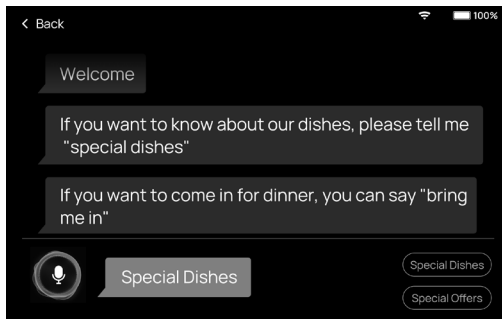 Back
100%
Welcome
If you want to know about our dishes, please tell me
"special dishes"
If you want to come in for dinner, you can say "bring
me in"
Special Dishes
Special Dishes
Special Offers